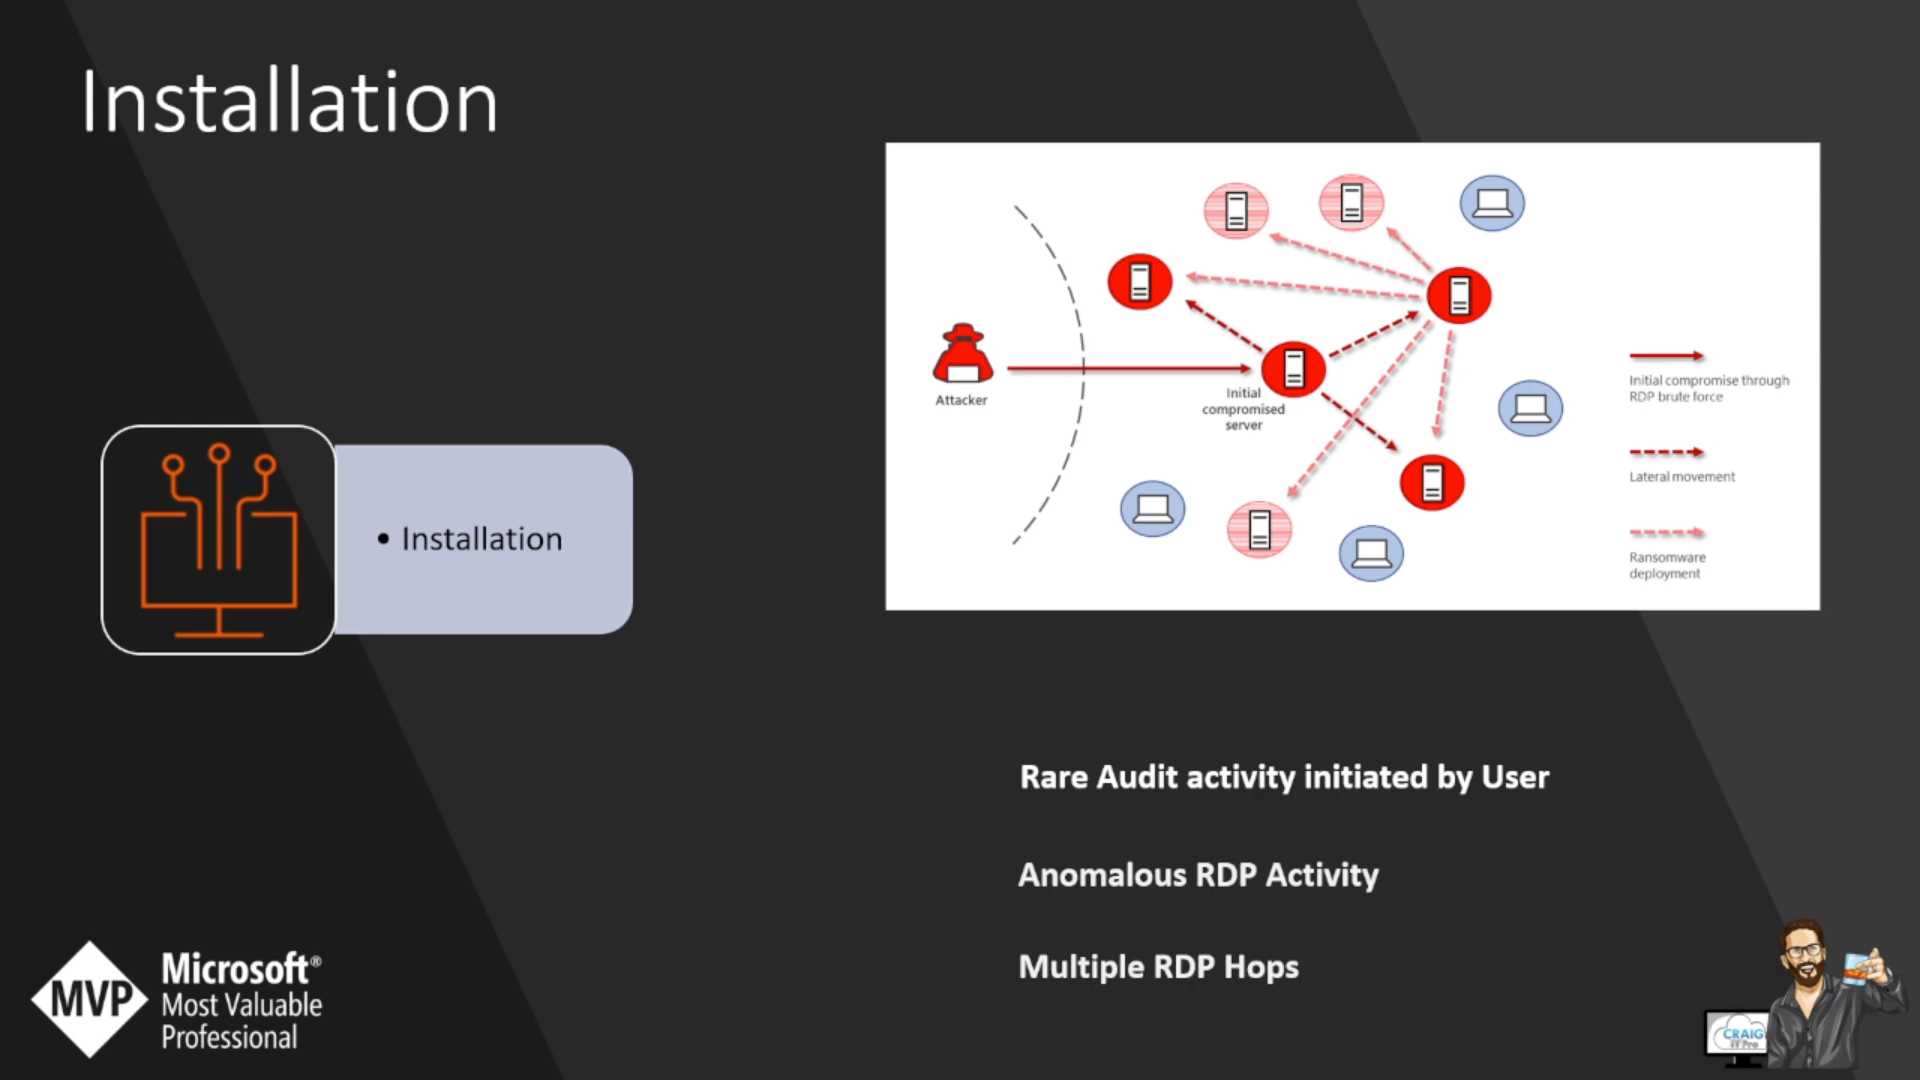 Installation
Attacker
Initial
compromised
server
Initial compromise through
RDP brute force
Lateral movement
Ransomware
deployment
• Installation
Rare Audit activity initiated by User
Anomalous RDP Activity
Multiple RDP Hops
MVP
Microsoft®
Most Valuable
Professional
CRAIG
IT Pro